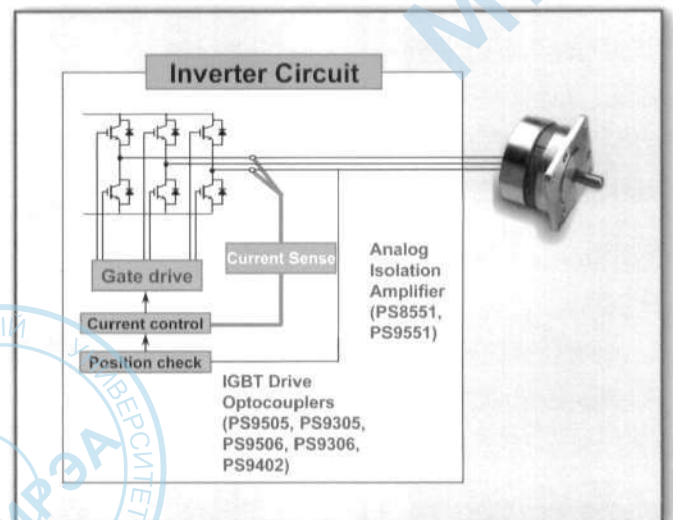 Inverter Circuit
Current Sense
Analog
Isolation
Amplifier
(PS8551,
PS9551)
Gate drive
Current control
Position check
IGBT Drive
Optocouplers
(PS9505, PS9305,
PS9506, PS9306,
PS9402)